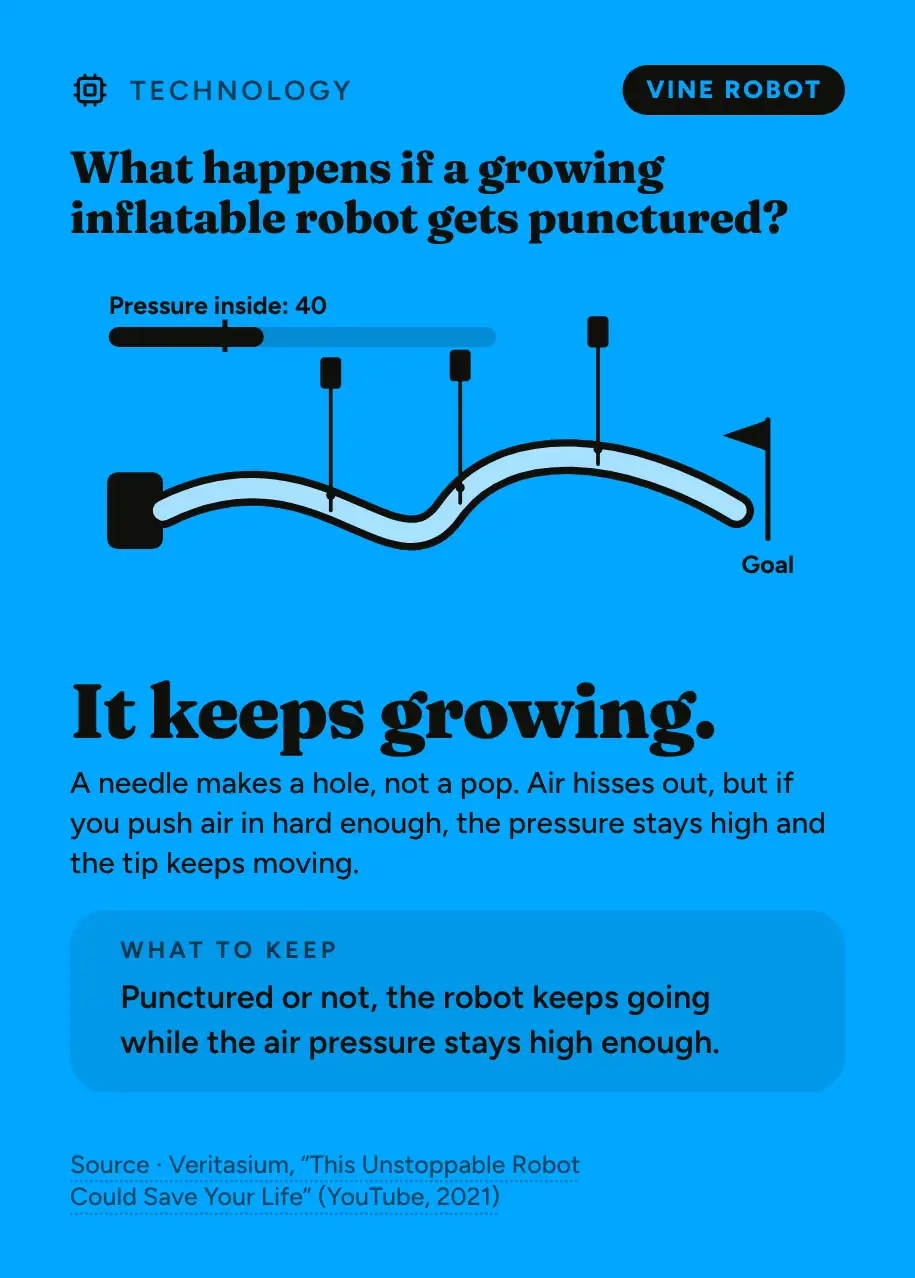 TECHNOLOGY
VINE ROBOT
What happens if a growing
inflatable robot gets punctured?
Pressure inside: 40
Goal
It keeps growing.
A needle makes a hole, not a pop. Air hisses out, but if
you push air in hard enough, the pressure stays high and
the tip keeps moving.
WHAT TO KEEP
Punctured or not, the robot keeps going
while the air pressure stays high enough.
Source · Veritasium, “This Unstoppable Robot
Could Save Your Life” (YouTube, 2021)